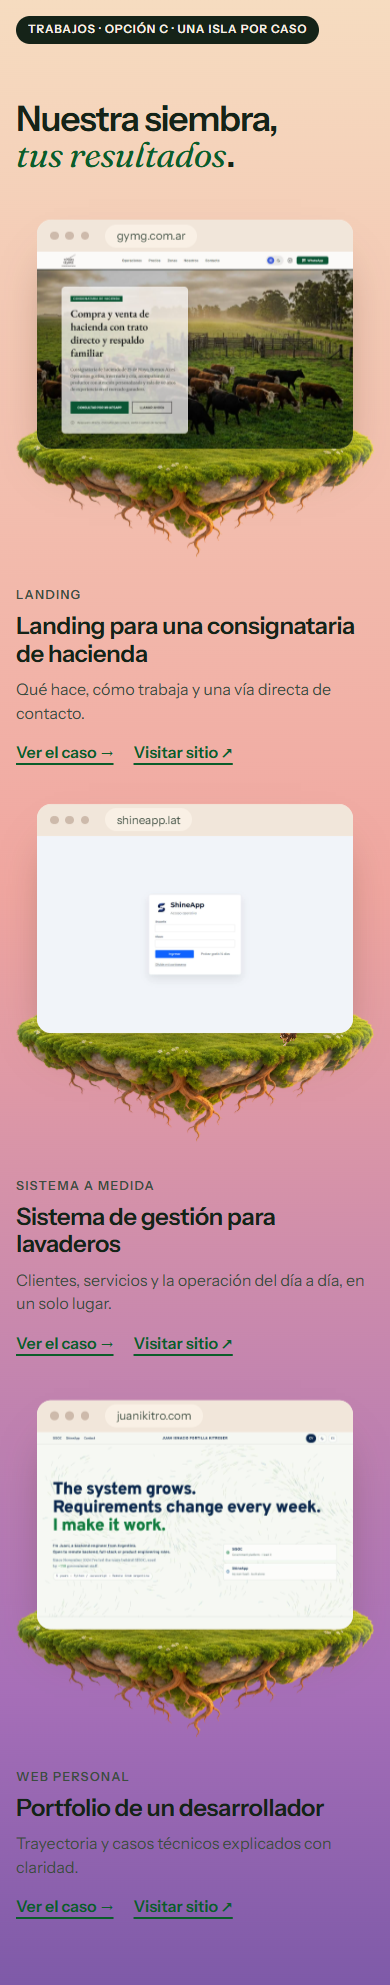 TRABAJOS · OPCIÓN C · UNA ISLA POR CASO
Nuestra siembra,
tus resultados.
gymg.com.ar
Compra y venta de
hacienda con trato
directo y respaldo
familiar
LANDING
Landing para una consignataria
de hacienda
Qué hace, cómo trabaja y una vía directa de
contacto.
Ver el caso → Visitar sitio ↗
shineapp.lat
ShineApp
SISTEMA A MEDIDA
Sistema de gestión para
lavaderos
Clientes, servicios y la operación del día a día, en
un solo lugar.
Ver el caso → Visitar sitio ↗
juanikitro.com
The system grows.
Requirements change every week.
I make it work.
WEB PERSONAL
Portfolio de un desarrollador
Trayectoria y casos técnicos explicados con
claridad.
Ver el caso → Visitar sitio ↗